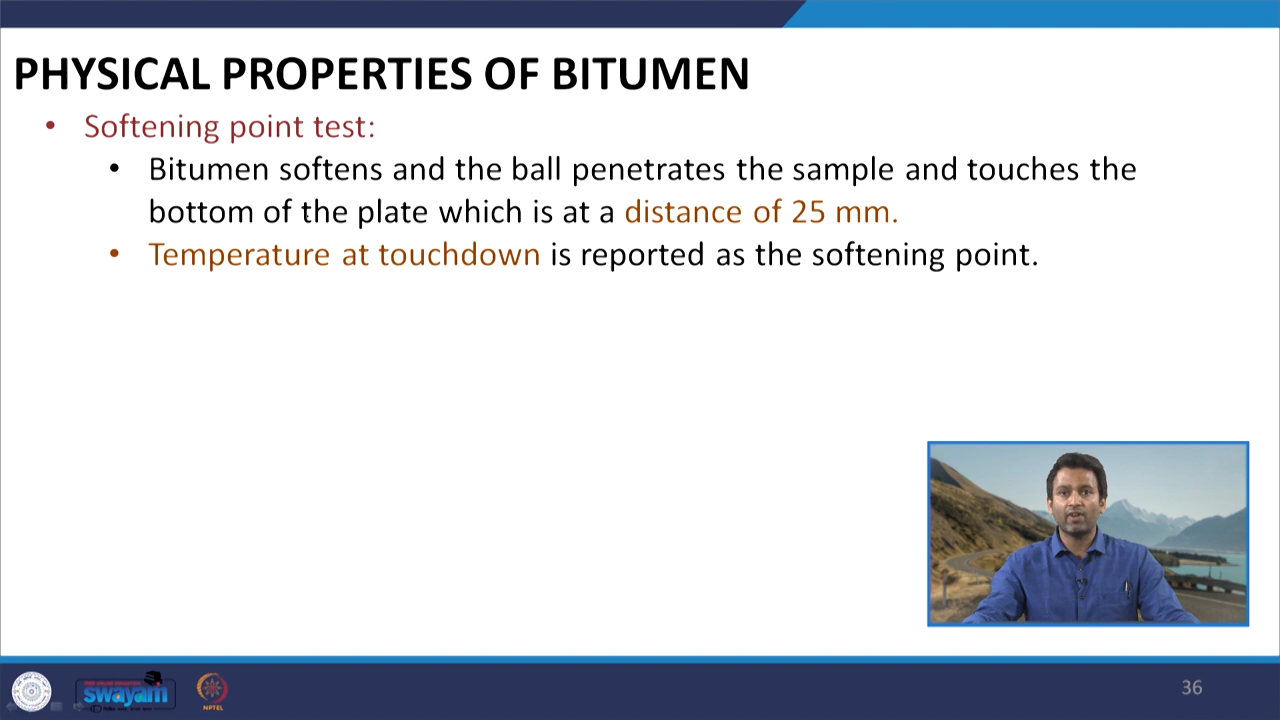 PHYSICAL PROPERTIES OF BITUMEN
• Softening point test:
• Bitumen softens and the ball penetrates the sample and touches the
bottom of the plate which is at a distance of 25 mm.
• Temperature at touchdown is reported as the softening point.
swayam
NPTEL
36